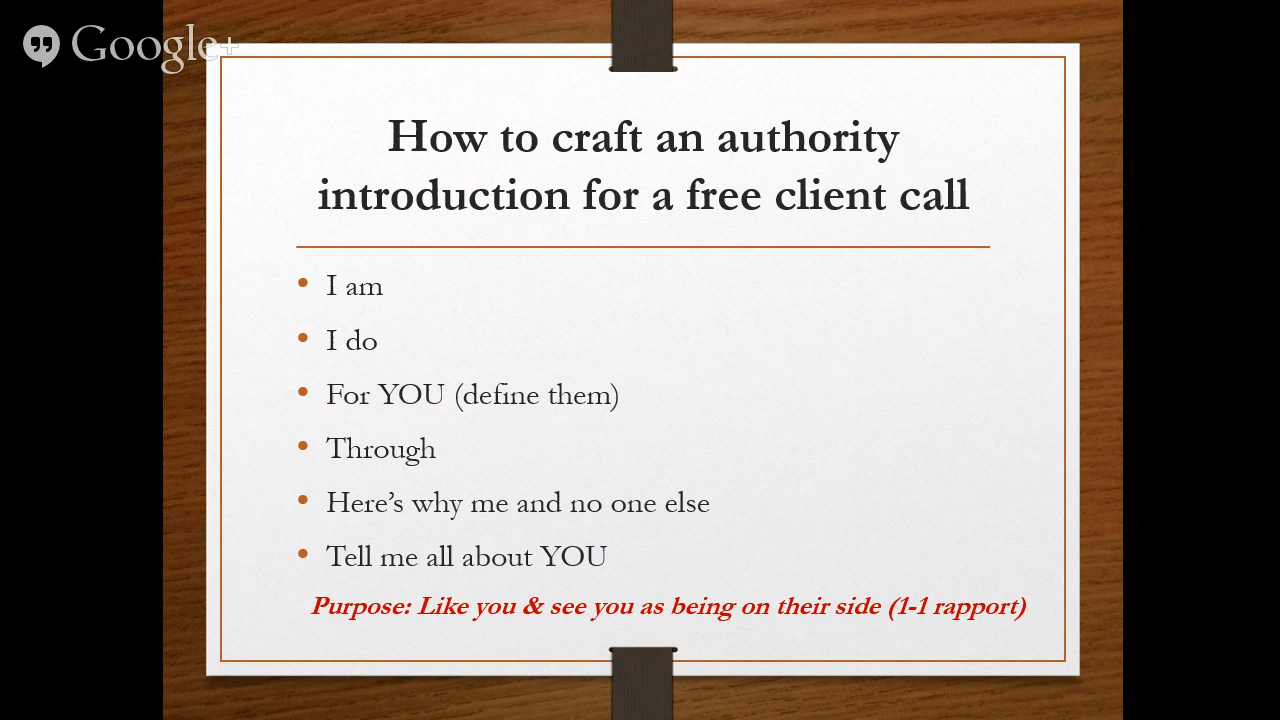 Google+
How to craft an authority
introduction for a free client call
• I am
• I do
• For YOU (define them)
• Through
• Here’s why me and no one else
• Tell me all about YOU
Purpose: Like you & see you as being on their side (1-1 rapport)